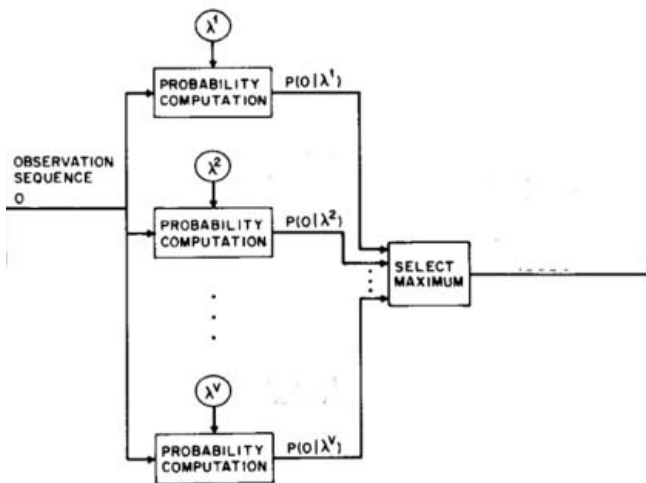 λ¹
PROBABILITY
COMPUTATION
P(O|λ¹)
OBSERVATION
SEQUENCE
O
λ²
PROBABILITY
COMPUTATION
P(O|λ²)
SELECT
MAXIMUM
λⱽ
PROBABILITY
COMPUTATION
P(O|λⱽ)